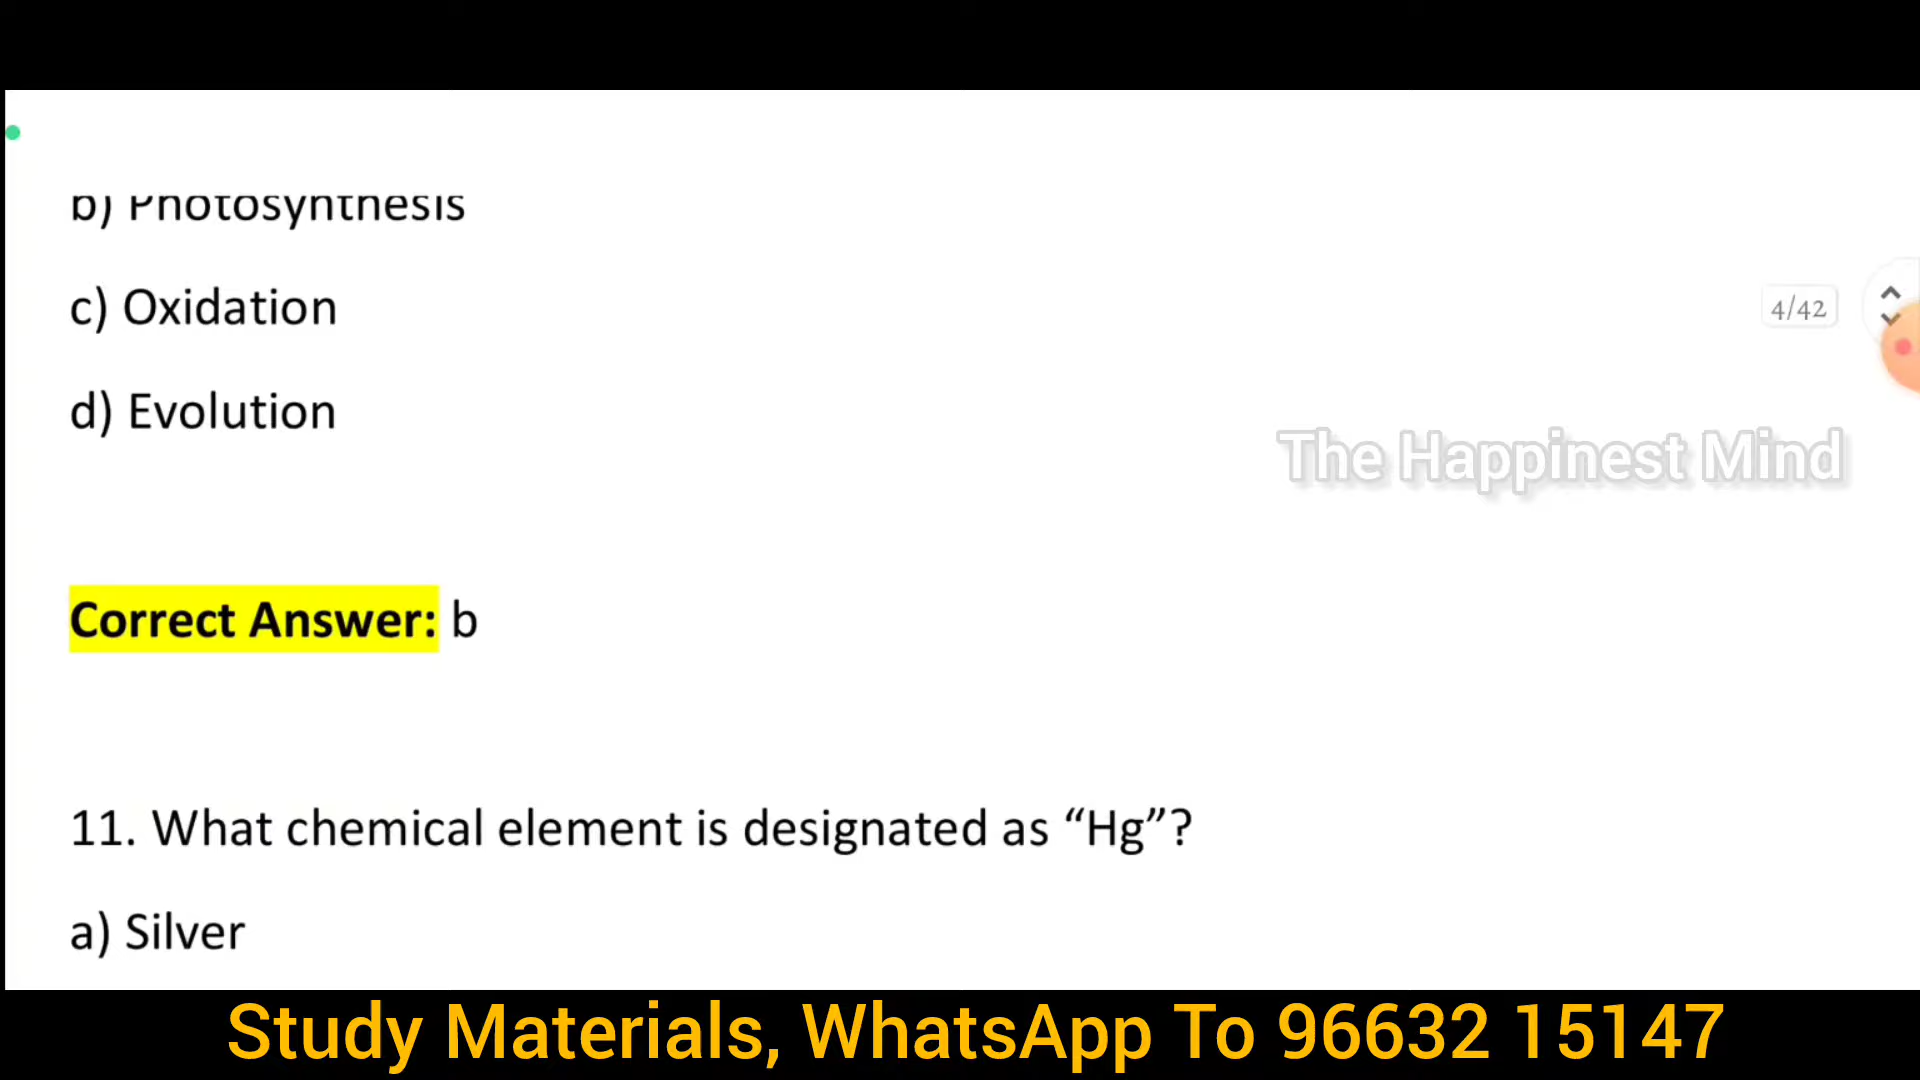 b) Photosynthesis
c) Oxidation
4/42
d) Evolution
The Happinest Mind
Correct Answer: b
11. What chemical element is designated as “Hg”?
a) Silver
Study Materials, WhatsApp To 96632 15147